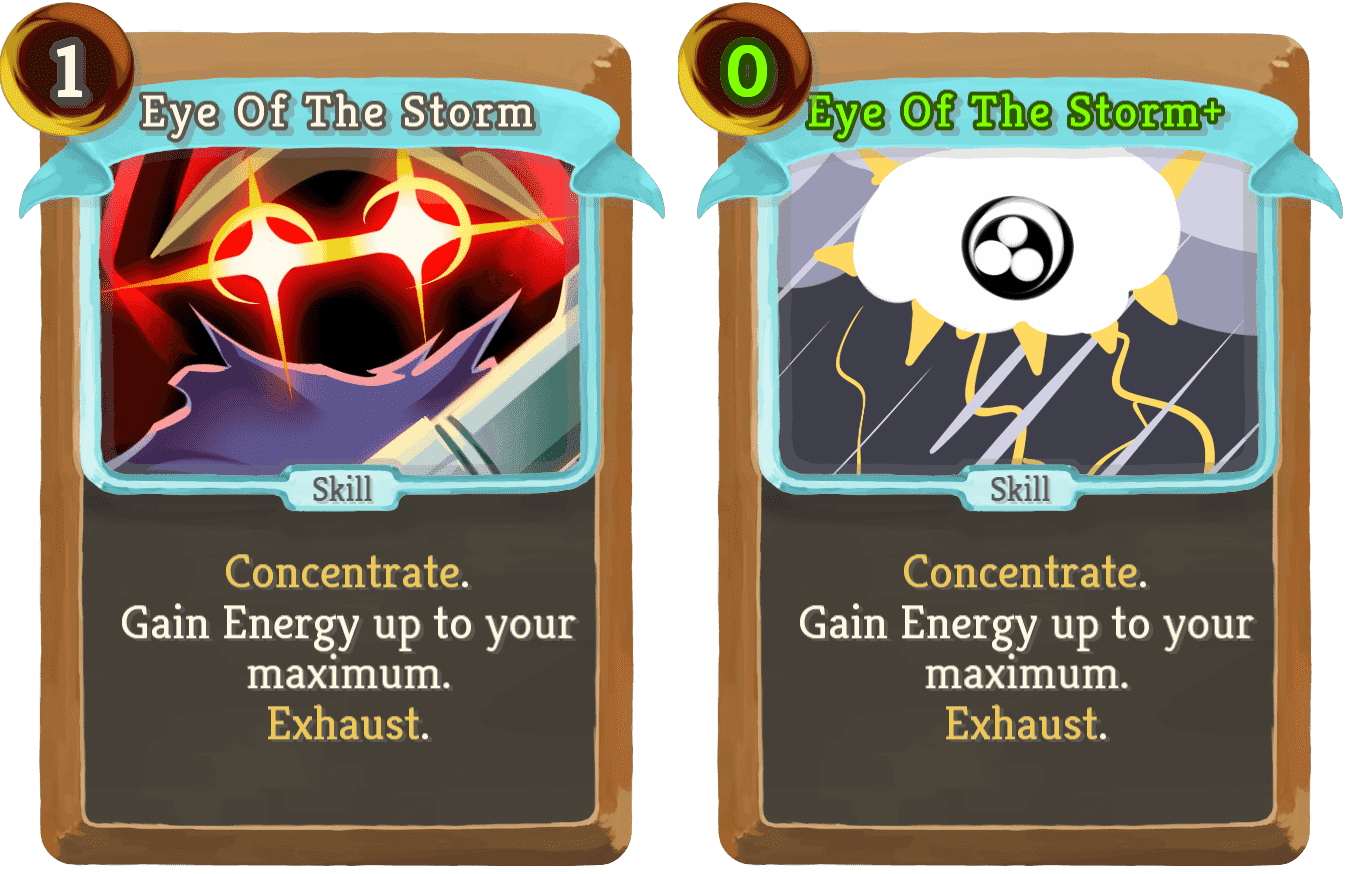 1
Eye Of The Storm
Skill
Concentrate.
Gain Energy up to your
maximum.
Exhaust.
0
Eye Of The Storm+
Skill
Concentrate.
Gain Energy up to your
maximum.
Exhaust.